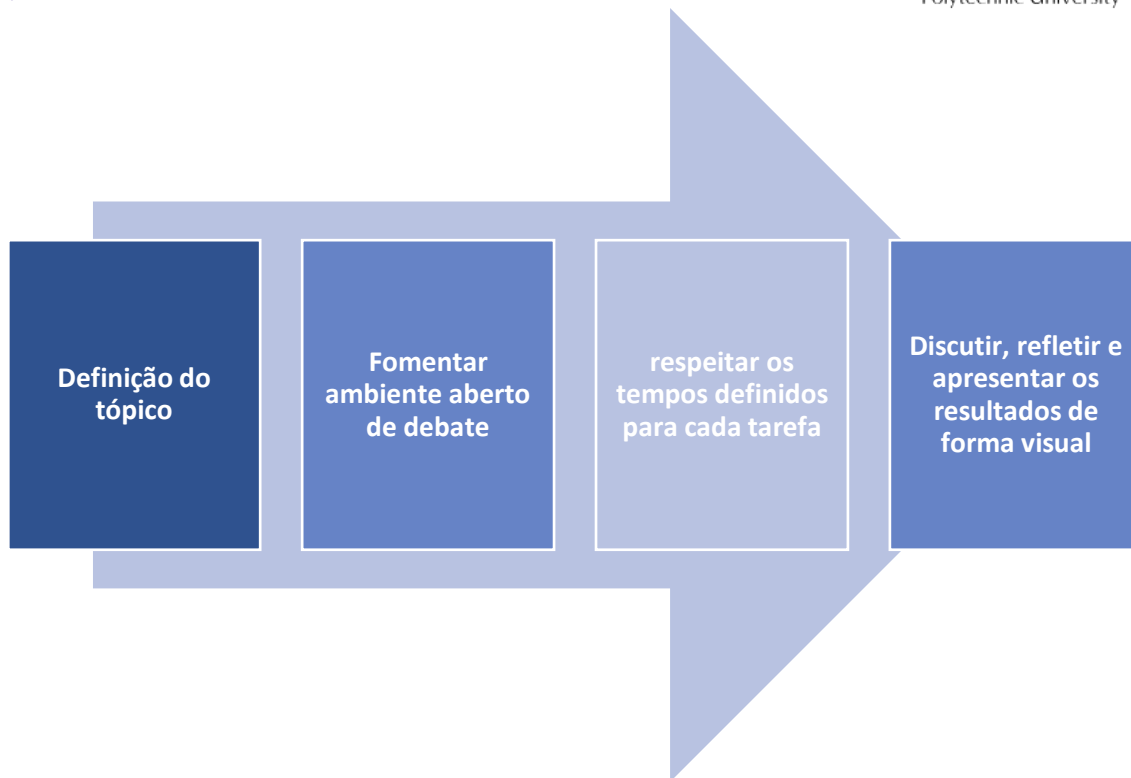 Polytechnic University
Definição do
tópico
Fomentar
ambiente aberto
de debate
respeitar os
tempos definidos
para cada tarefa
Discutir, refletir e
apresentar os
resultados de
forma visual